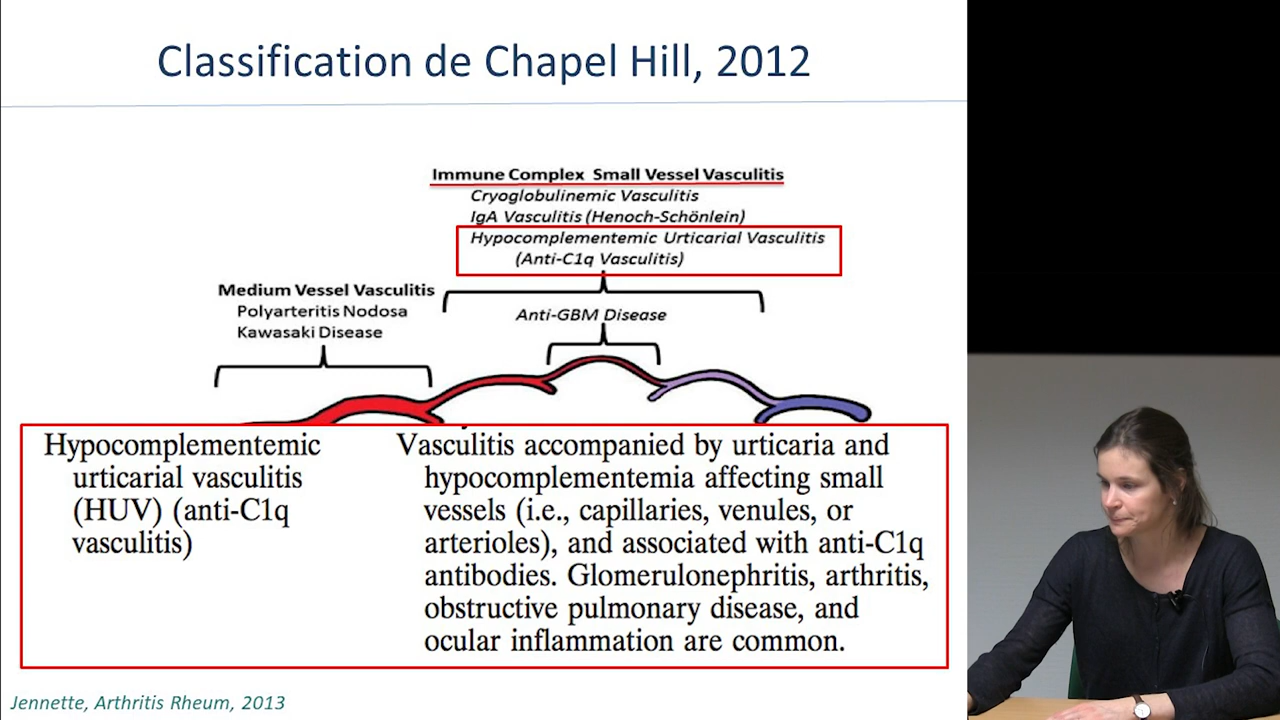 Classification de Chapel Hill, 2012
Immune Complex Small Vessel Vasculitis
Cryoglobulinemic Vasculitis
IgA Vasculitis (Henoch-Schönlein)
Hypocomplementemic Urticarial Vasculitis
(Anti-C1q Vasculitis)
Medium Vessel Vasculitis
Polyarteritis Nodosa
Kawasaki Disease
Anti-GBM Disease
Hypocomplementemic
urticarial vasculitis
(HUV) (anti-C1q
vasculitis)
Vasculitis accompanied by urticaria and
hypocomplementemia affecting small
vessels (i.e., capillaries, venules, or
arterioles), and associated with anti-C1q
antibodies. Glomerulonephritis, arthritis,
obstructive pulmonary disease, and
ocular inflammation are common.
Jennette, Arthritis Rheum, 2013